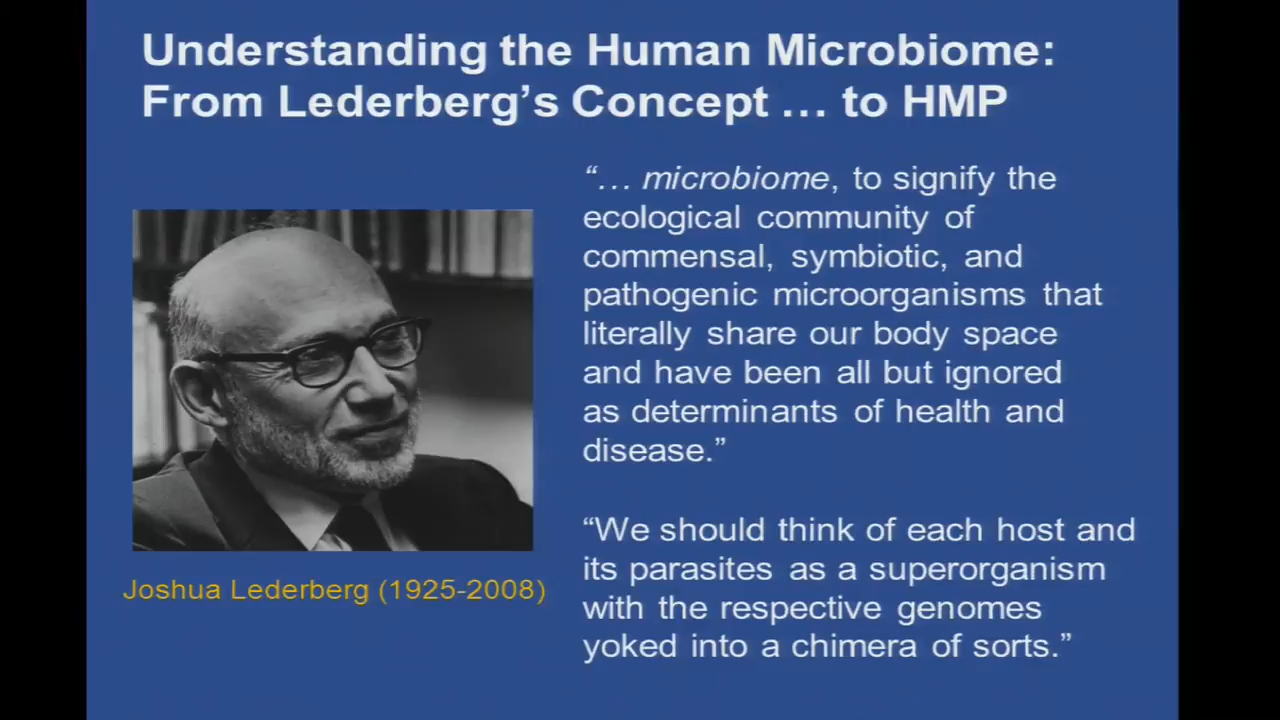 Understanding the Human Microbiome:
From Lederberg’s Concept … to HMP
“… microbiome, to signify the
ecological community of
commensal, symbiotic, and
pathogenic microorganisms that
literally share our body space
and have been all but ignored
as determinants of health and
disease.”
“We should think of each host and
its parasites as a superorganism
with the respective genomes
yoked into a chimera of sorts.”
Joshua Lederberg (1925-2008)